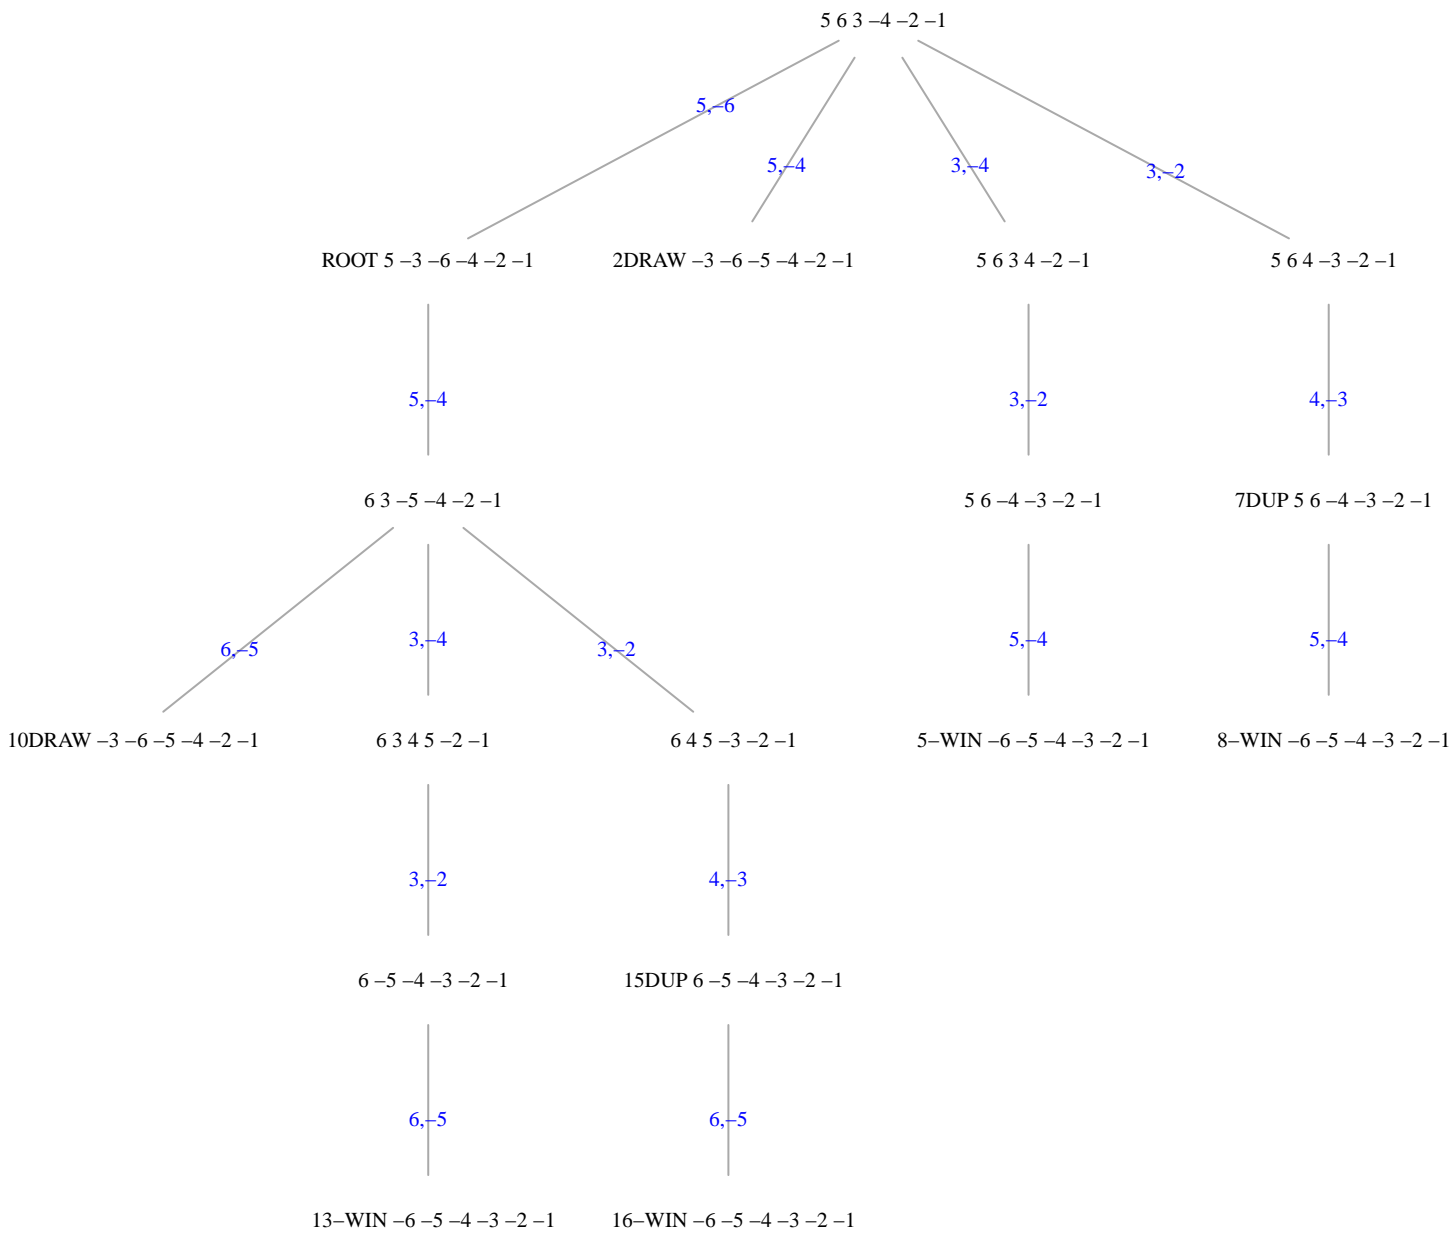 5 6 3 –4 –2 –1
5,–6
5,–4
3,–4
3,–2
ROOT 5 –3 –6 –4 –2 –1
2DRAW –3 –6 –5 –4 –2 –1
5 6 3 4 –2 –1
5 6 4 –3 –2 –1
5,–4
3,–2
4,–3
6 3 –5 –4 –2 –1
5 6 –4 –3 –2 –1
7DUP 5 6 –4 –3 –2 –1
6,–5
3,–4
3,–2
5,–4
5,–4
10DRAW –3 –6 –5 –4 –2 –1
6 3 4 5 –2 –1
6 4 5 –3 –2 –1
5–WIN –6 –5 –4 –3 –2 –1
8–WIN –6 –5 –4 –3 –2 –1
3,–2
4,–3
6 –5 –4 –3 –2 –1
15DUP 6 –5 –4 –3 –2 –1
6,–5
6,–5
13–WIN –6 –5 –4 –3 –2 –1
16–WIN –6 –5 –4 –3 –2 –1